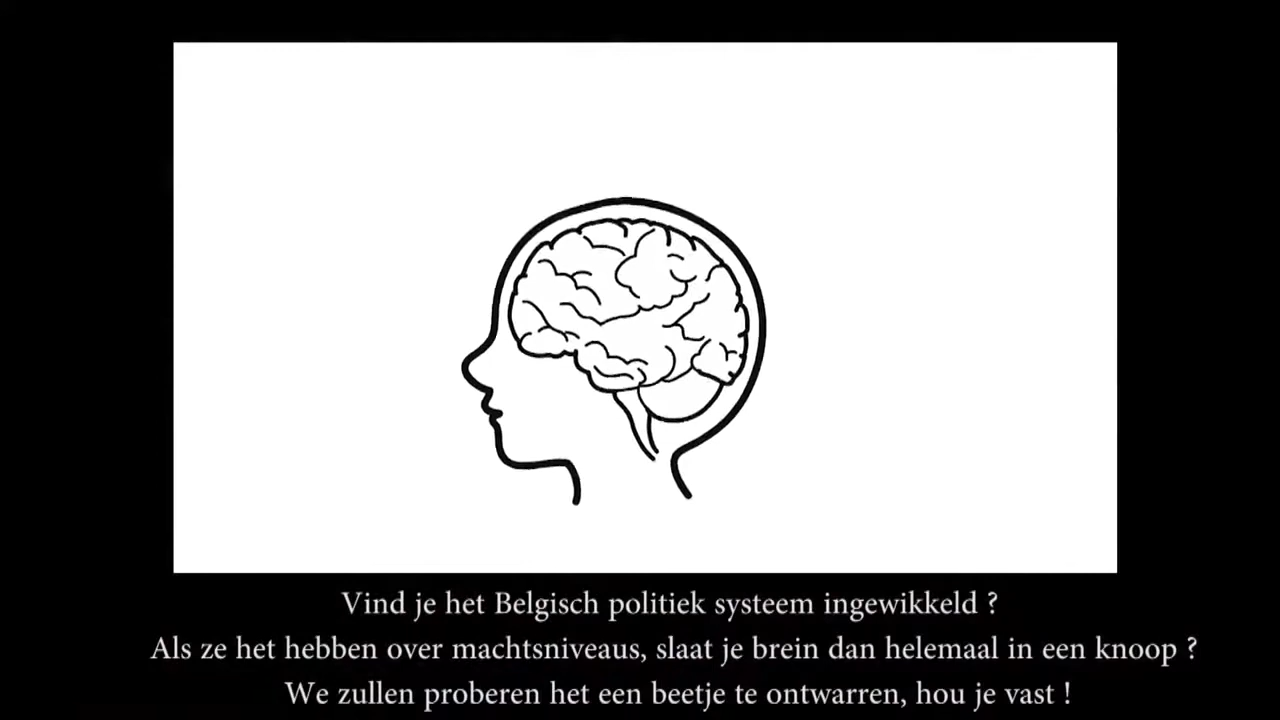 Vind je het Belgisch politiek systeem ingewikkeld ?
Als ze het hebben over machtsniveaus, slaat je brein dan helemaal in een knoop ?
We zullen proberen het een beetje te ontwarren, hou je vast !